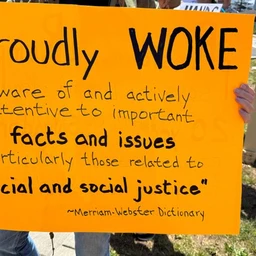 roudly WOKE
ware of and actively
ttentive to important
facts and issues
articularly those related to
cial and social justice"
~Merriam-Webster Dictionary